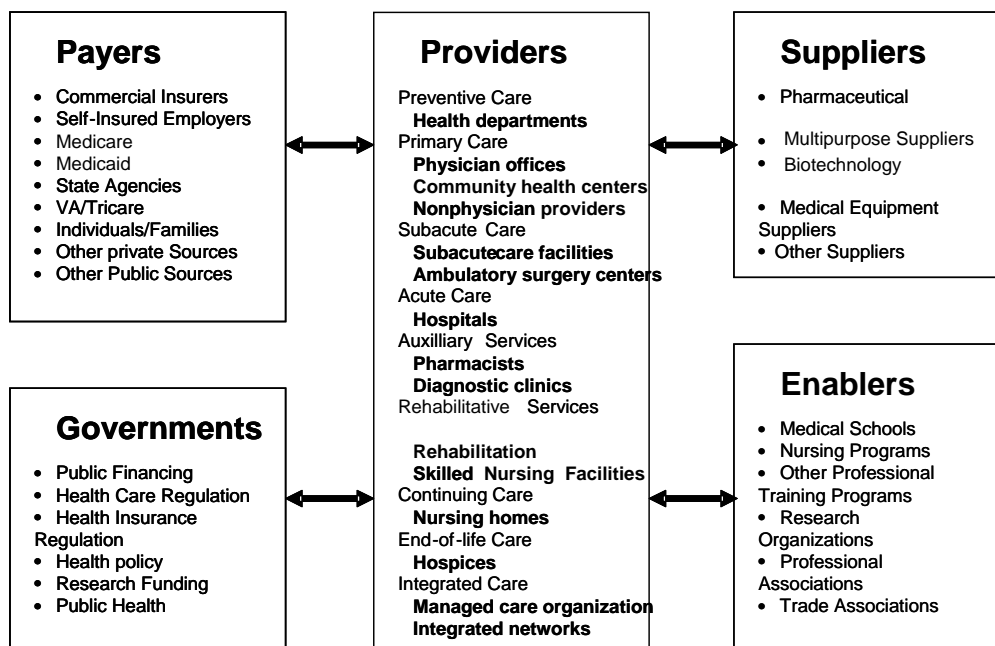 Payers
• Commercial Insurers
• Self-Insured Employers
• Medicare
• Medicaid
• State Agencies
• VA/Tricare
• Individuals/Families
• Other private Sources
• Other Public Sources
Governments
• Public Financing
• Health Care Regulation
• Health Insurance
Regulation
• Health policy
• Research Funding
• Public Health
Providers
Preventive Care
Health departments
Primary Care
Physician offices
Community health centers
Nonphysician providers
Subacute Care
Subacutecare facilities
Ambulatory surgery centers
Acute Care
Hospitals
Auxilliary Services
Pharmacists
Diagnostic clinics
Rehabilitative Services
Rehabilitation
Skilled Nursing Facilities
Continuing Care
Nursing homes
End-of-life Care
Hospices
Integrated Care
Managed care organization
Integrated networks
Suppliers
• Pharmaceutical
• Multipurpose Suppliers
• Biotechnology
• Medical Equipment
Suppliers
• Other Suppliers
Enablers
• Medical Schools
• Nursing Programs
• Other Professional
Training Programs
• Research
Organizations
• Professional
Associations
• Trade Associations